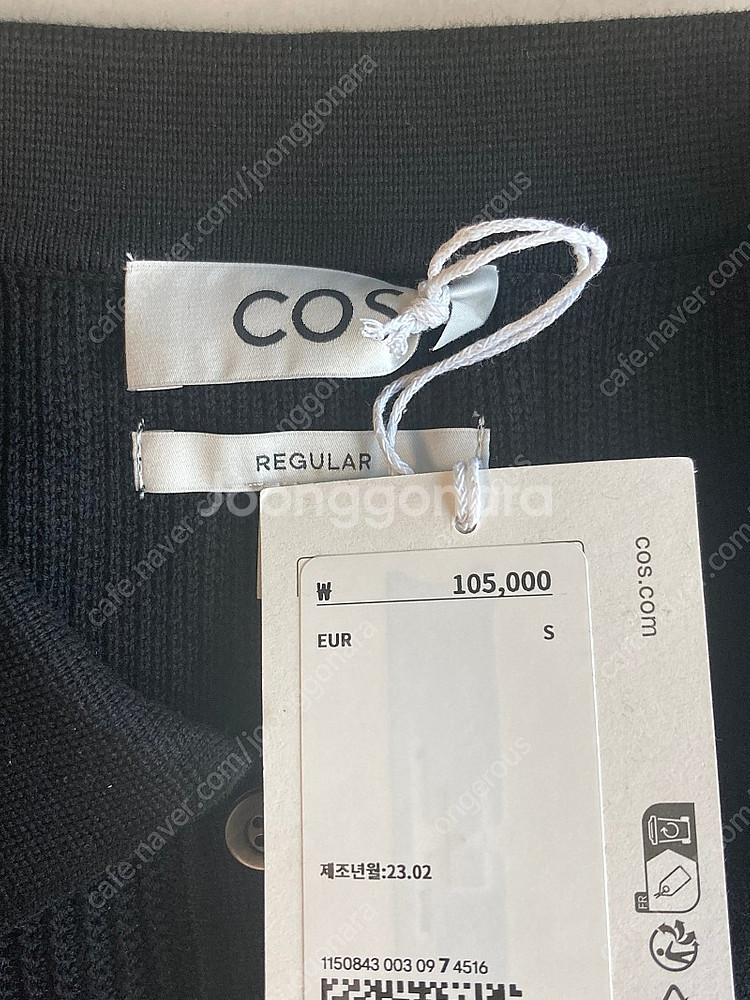 COS
REGULAR
Joonggonara
₩ 105,000
EUR S
cos.com
제조년월:23.02
FR
1150843 003 09 7 4516
cafe.naver.com/joonggonara
ongerous